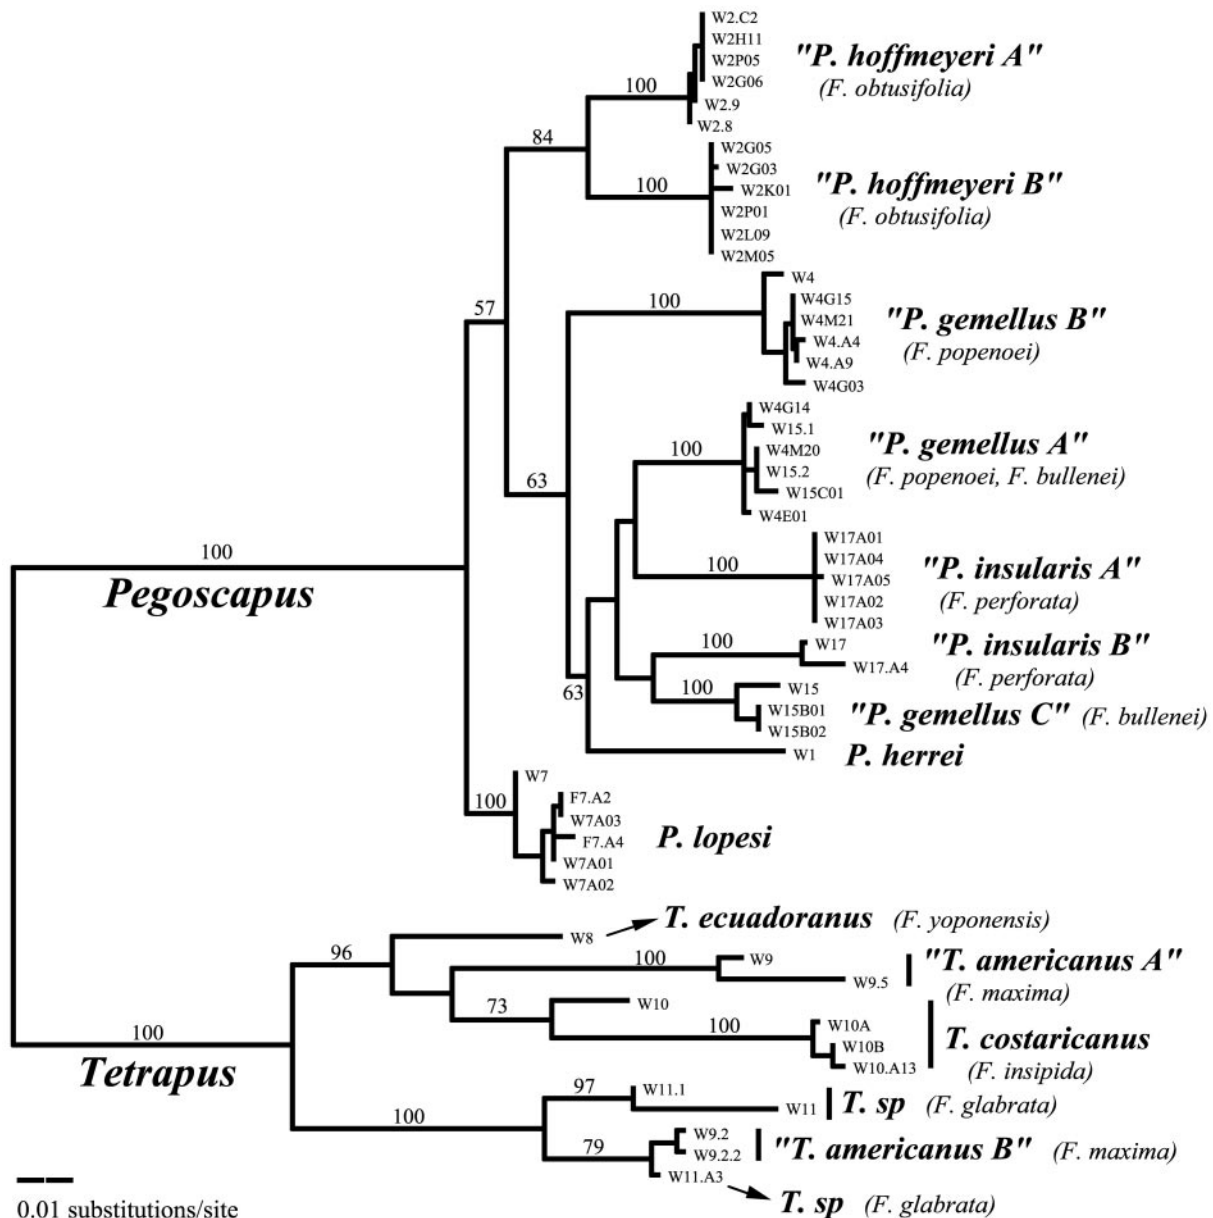 W2.C2
W2H11
W2P05
W2G06
W2.9
W2.8
100
"P. hoffmeyeri A"
(F. obtusifolia)
84
W2G05
W2G03
W2K01
W2P01
W2L09
W2M05
100
"P. hoffmeyeri B"
(F. obtusifolia)
57
W4
W4G15
W4M21
W4.A4
W4.A9
W4G03
100
"P. gemellus B"
(F. popenoei)
63
W4G14
W15.1
W4M20
W15.2
W15C01
W4E01
100
"P. gemellus A"
(F. popenoei, F. bullenei)
W17A01
W17A04
W17A05
W17A02
W17A03
100
"P. insularis A"
(F. perforata)
100
Pegoscapus
W17
W17.A4
100
"P. insularis B"
(F. perforata)
63
100
W15
W15B01
W15B02
"P. gemellus C" (F. bullenei)
W1
P. herrei
100
W7
F7.A2
W7A03
F7.A4
W7A01
W7A02
P. lopesi
W8
T. ecuadoranus (F. yoponensis)
96
100
W9
W9.5
"T. americanus A"
(F. maxima)
73
W10
100
W10A
W10B
W10.A13
T. costaricanus
(F. insipida)
100
Tetrapus
97
W11.1
W11
T. sp (F. glabrata)
100
79
W9.2
W9.2.2
"T. americanus B" (F. maxima)
W11.A3
T. sp (F. glabrata)
0.01 substitutions/site